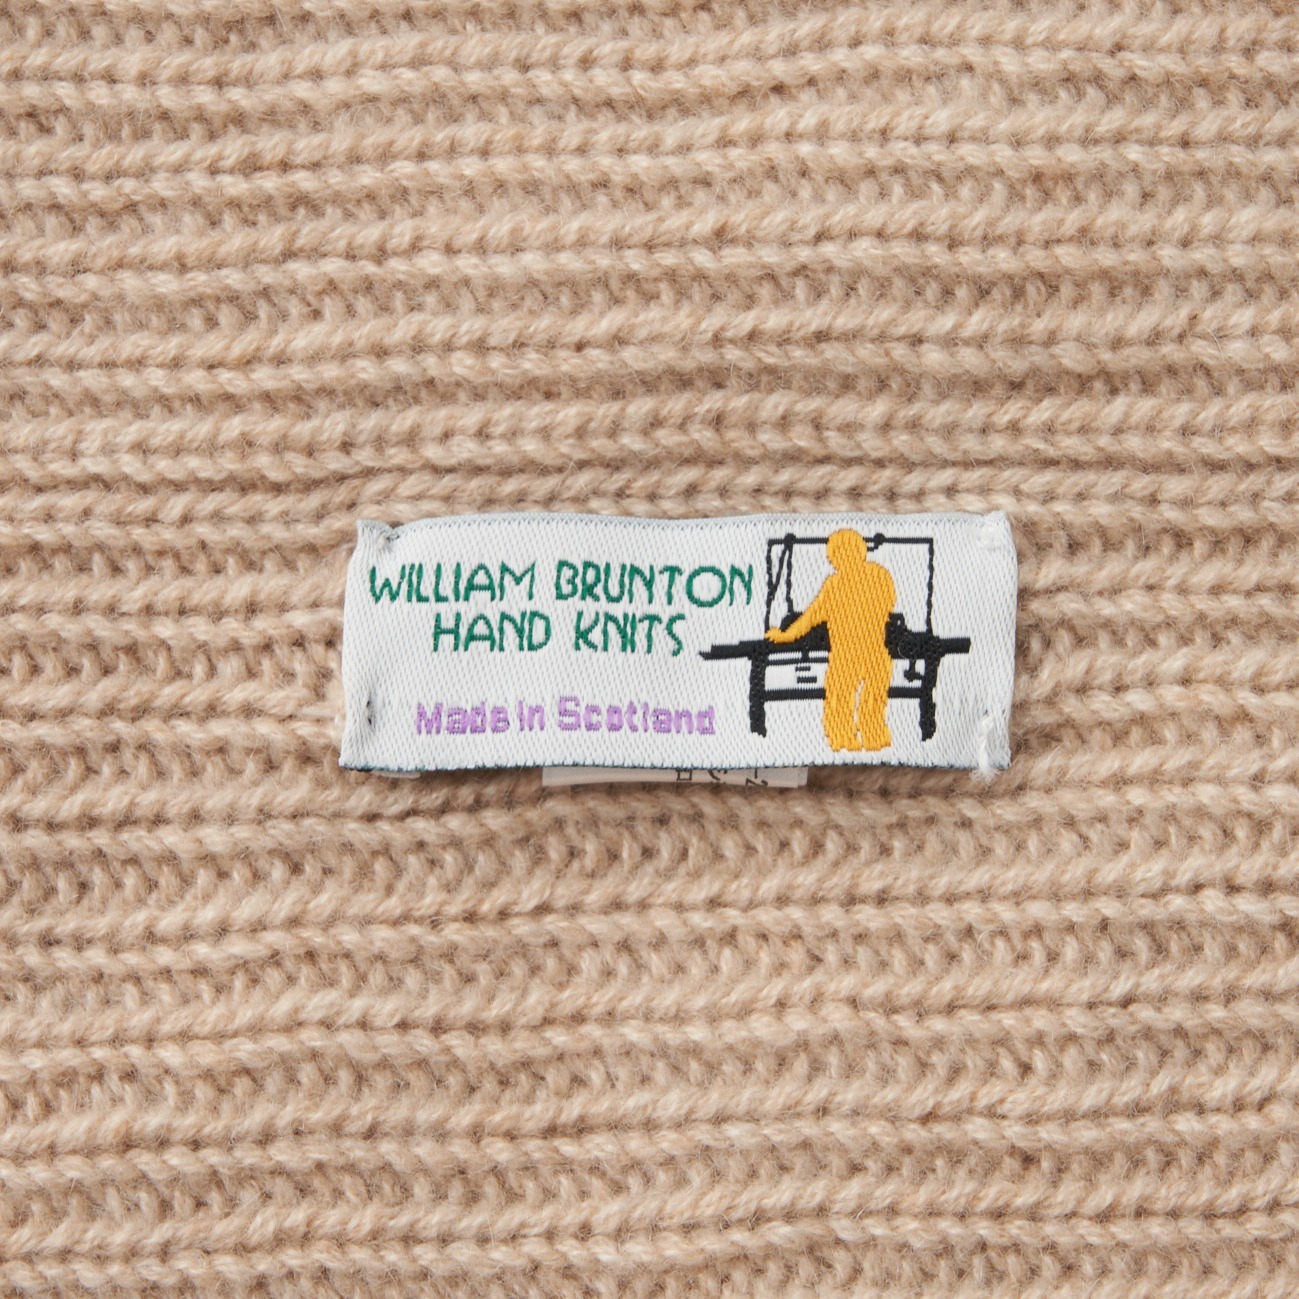 WILLIAM BRUNTON
HAND KNITS
Made in Scotland